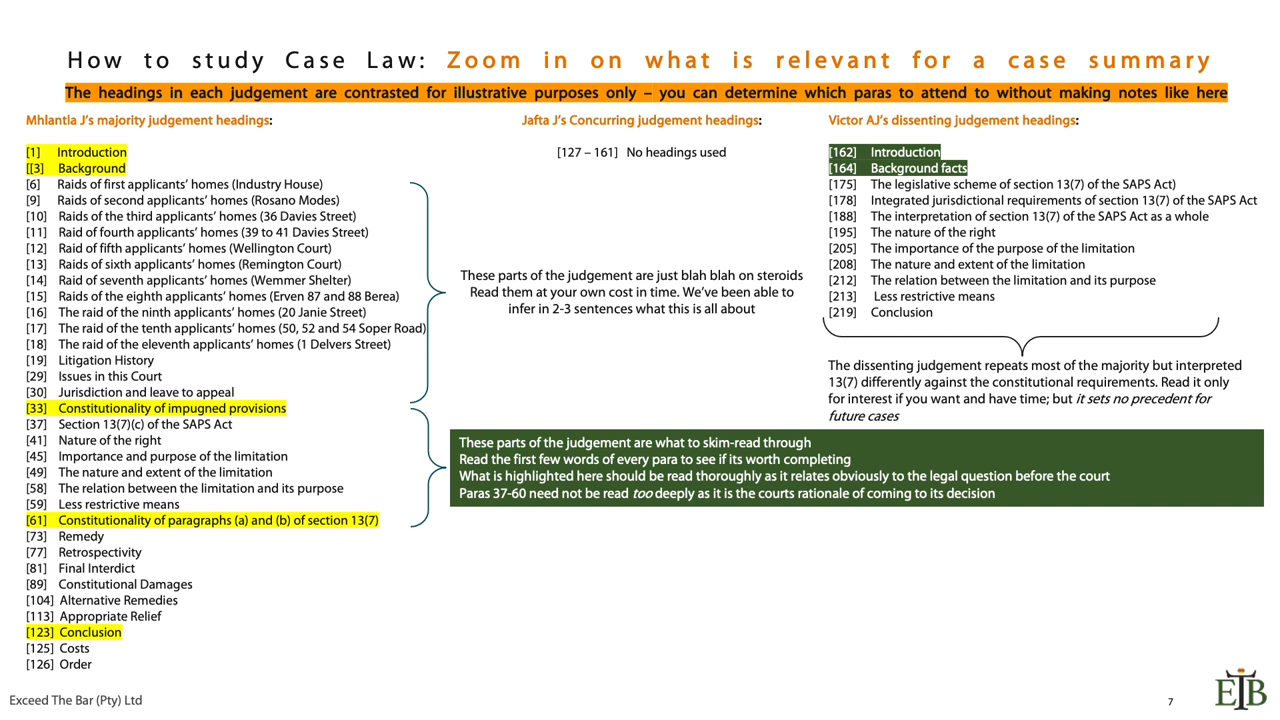 How to study Case Law: Zoom in on what is relevant for a case summary
The headings in each judgement are contrasted for illustrative purposes only – you can determine which paras to attend to without making notes like here
Mhlantla J's majority judgement headings:
[1] Introduction
[[3] Background
[6] Raids of first applicants' homes (Industry House)
[9] Raids of second applicants' homes (Rosano Modes)
[10] Raids of the third applicants' homes (36 Davies Street)
[11] Raid of fourth applicants' homes (39 to 41 Davies Street)
[12] Raid of fifth applicants' homes (Wellington Court)
[13] Raids of sixth applicants' homes (Remington Court)
[14] Raid of seventh applicants' homes (Wemmer Shelter)
[15] Raids of the eighth applicants' homes (Erven 87 and 88 Berea)
[16] The raid of the ninth applicants' homes (20 Janie Street)
[17] The raid of the tenth applicants' homes (50, 52 and 54 Soper Road)
[18] The raid of the eleventh applicants' homes (1 Delvers Street)
[19] Litigation History
[29] Issues in this Court
[30] Jurisdiction and leave to appeal
[33] Constitutionality of impugned provisions
[37] Section 13(7)(c) of the SAPS Act
[41] Nature of the right
[45] Importance and purpose of the limitation
[49] The nature and extent of the limitation
[58] The relation between the limitation and its purpose
[59] Less restrictive means
[61] Constitutionality of paragraphs (a) and (b) of section 13(7)
[73] Remedy
[77] Retrospectivity
[81] Final Interdict
[89] Constitutional Damages
[104] Alternative Remedies
[113] Appropriate Relief
[123] Conclusion
[125] Costs
[126] Order
Jafta J's Concurring judgement headings:
[127 – 161] No headings used
These parts of the judgement are just blah blah on steroids
Read them at your own cost in time. We've been able to
infer in 2-3 sentences what this is all about
Victor AJ's dissenting judgement headings:
[162] Introduction
[164] Background facts
[175] The legislative scheme of section 13(7) of the SAPS Act)
[178] Integrated jurisdictional requirements of section 13(7) of the SAPS Act
[188] The interpretation of section 13(7) of the SAPS Act as a whole
[195] The nature of the right
[205] The importance of the purpose of the limitation
[208] The nature and extent of the limitation
[212] The relation between the limitation and its purpose
[213] Less restrictive means
[219] Conclusion
The dissenting judgement repeats most of the majority but interpreted
13(7) differently against the constitutional requirements. Read it only
for interest if you want and have time; but it sets no precedent for
future cases
These parts of the judgement are what to skim-read through
Read the first few words of every para to see if its worth completing
What is highlighted here should be read thoroughly as it relates obviously to the legal question before the court
Paras 37-60 need not be read too deeply as it is the courts rationale of coming to its decision
Exceed The Bar (Pty) Ltd
7
ETB